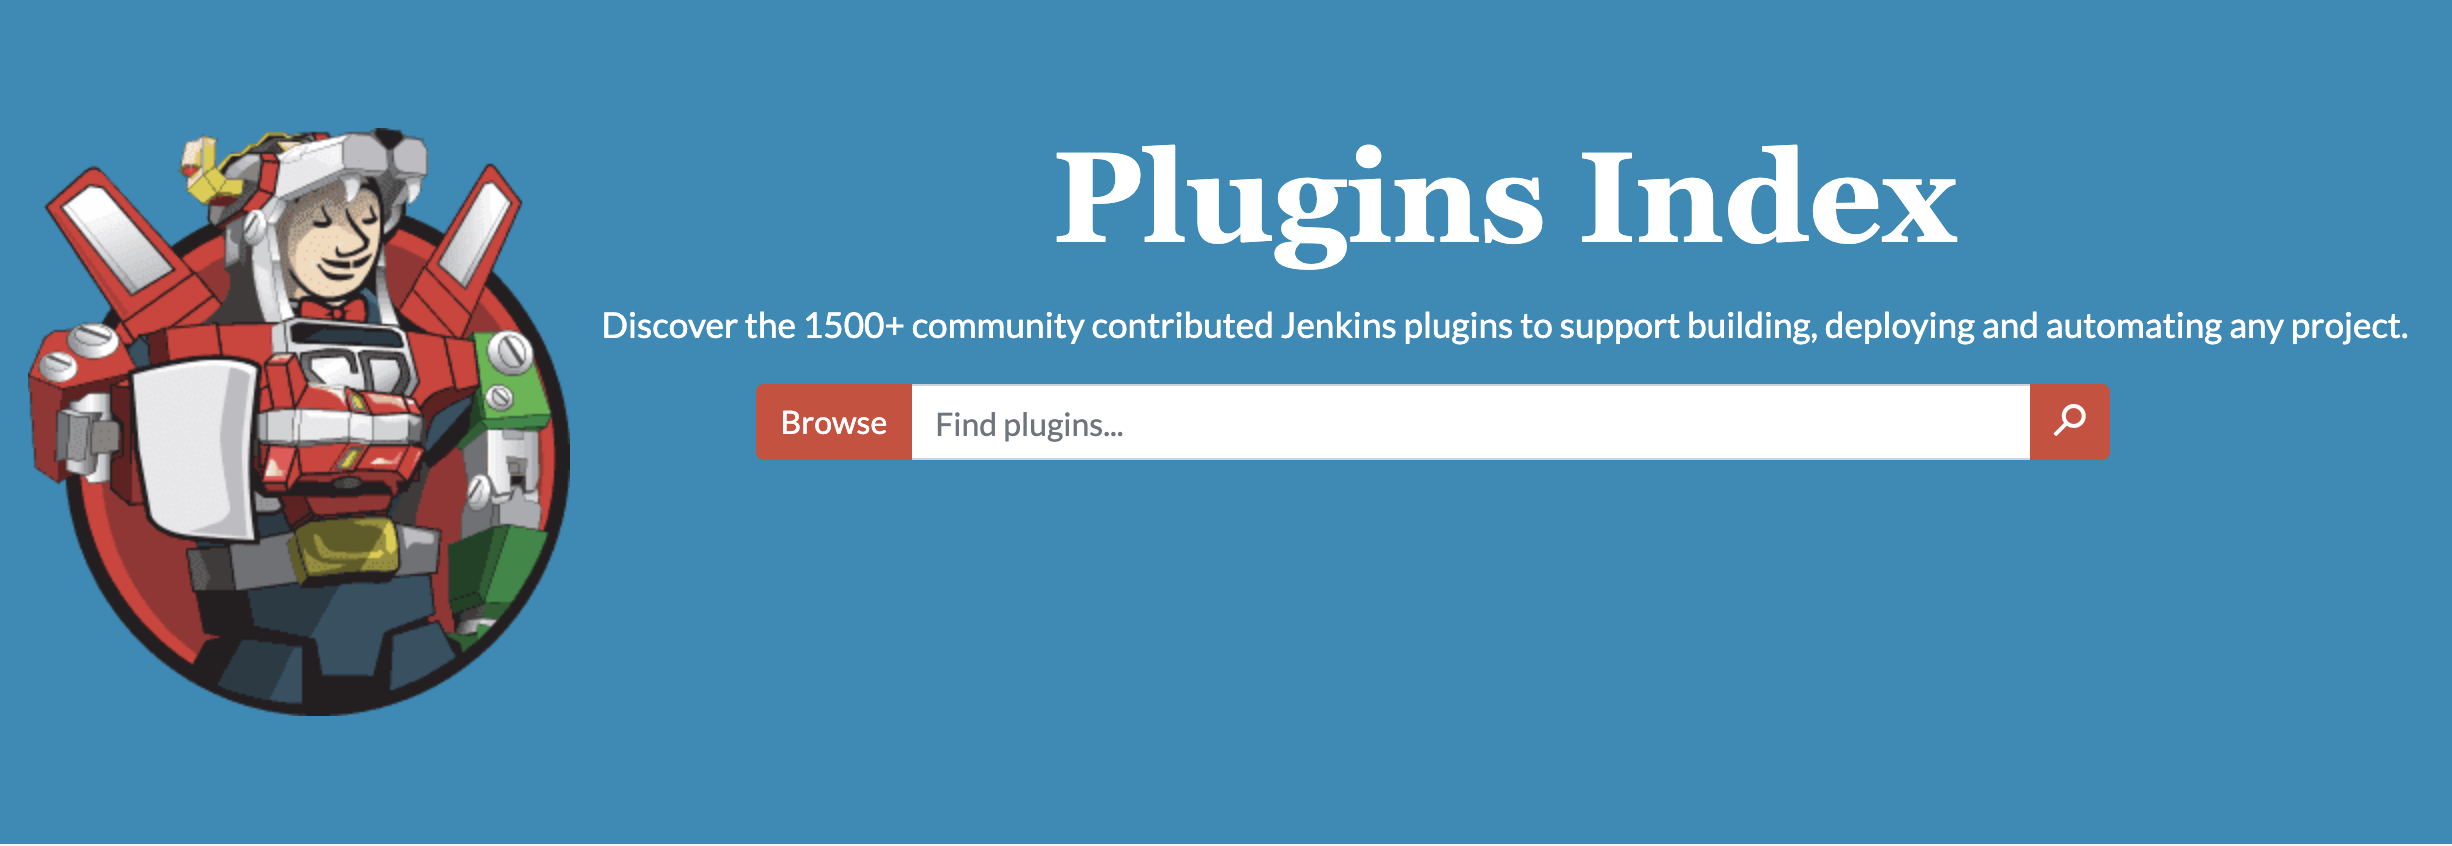 Plugins Index
Discover the 1500+ community contributed Jenkins plugins to support building, deploying and automating any project.
Browse Find plugins...